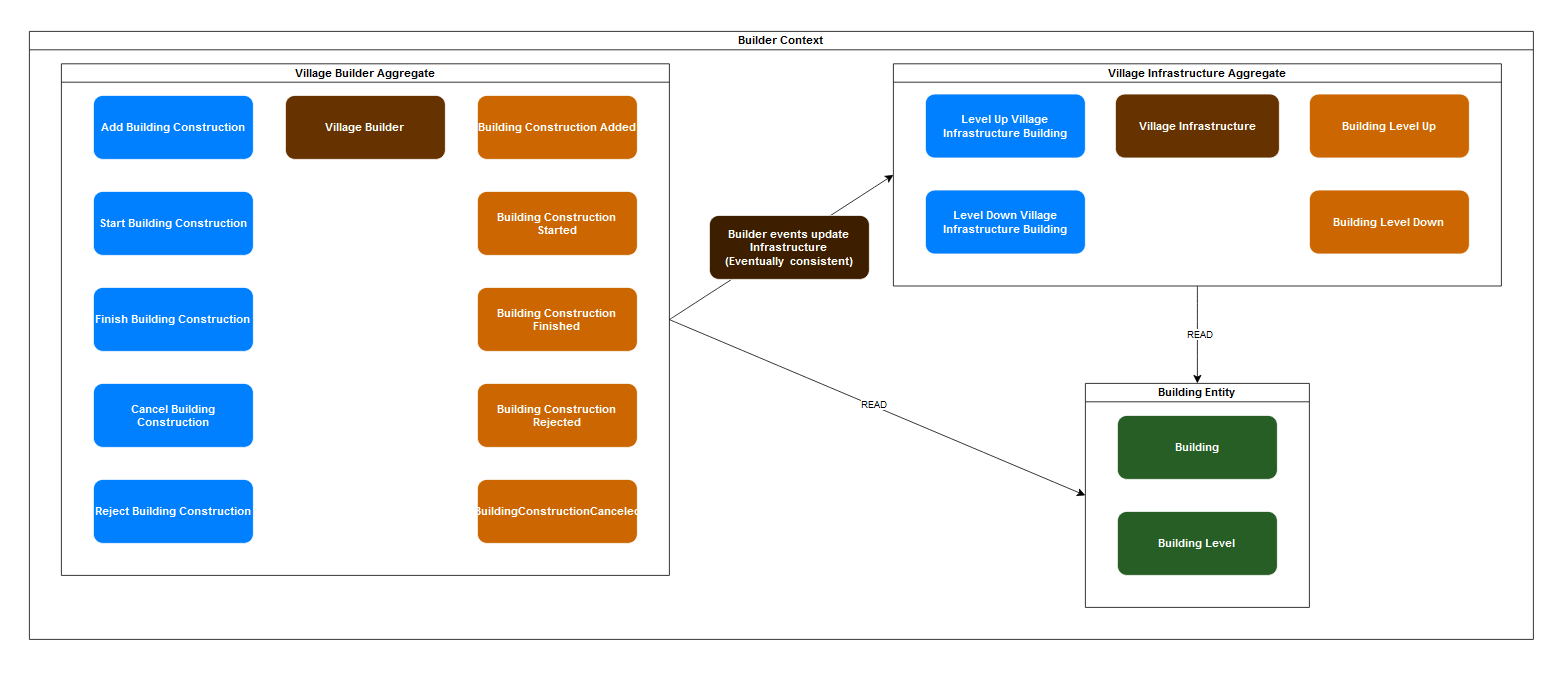 Builder Context
Village Builder Aggregate
Village Infrastructure Aggregate
Add Building Construction
Village Builder
Building Construction Added
Level Up Village
Infrastructure Building
Village Infrastructure
Building Level Up
Start Building Construction
Building Construction
Started
Level Down Village
Infrastructure Building
Building Level Down
Builder events update
Infrastructure
(Eventually consistent)
Finish Building Construction
Building Construction
Finished
READ
Building Entity
Cancel Building
Construction
Building Construction
Rejected
READ
Building
Reject Building Construction
BuildingConstructionCanceled
Building Level